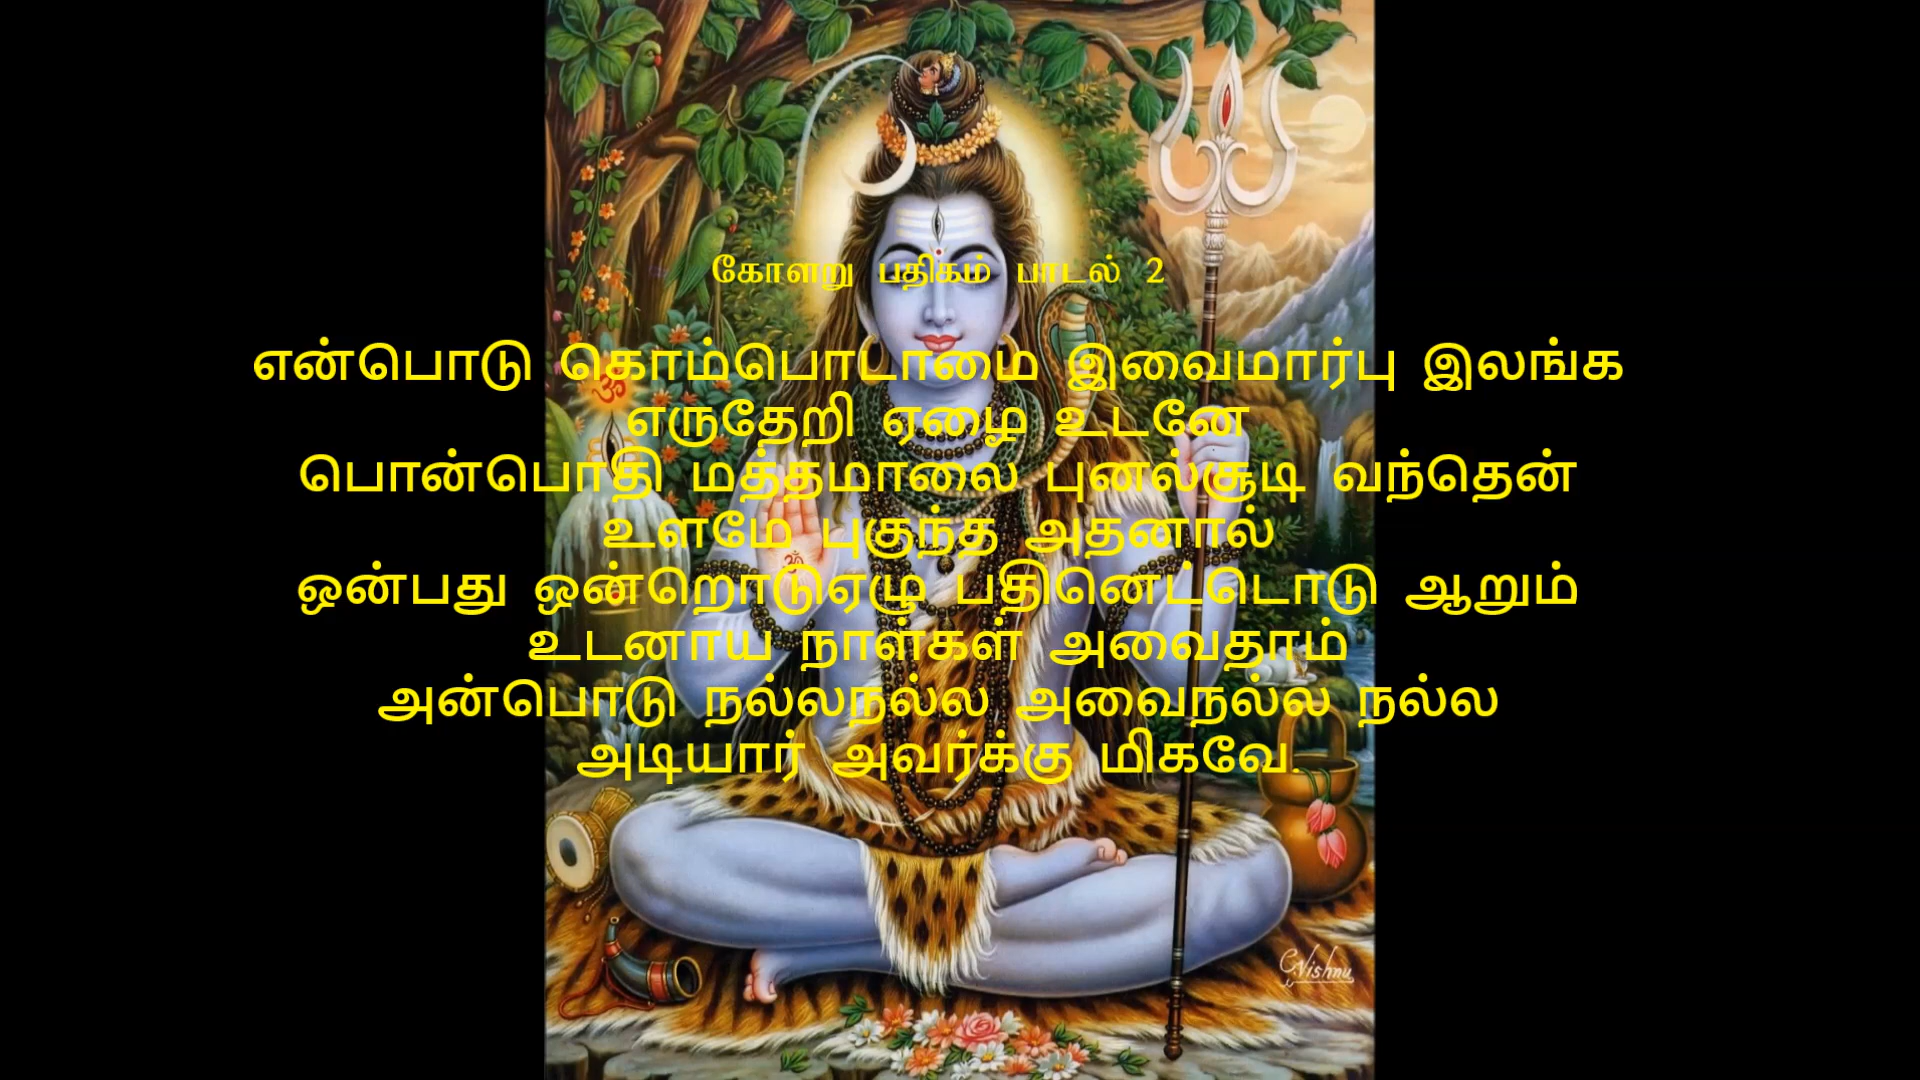 கோளறு பதிகம் பாடல் 2
என்பொடு கொம்பொடாமை இவைமார்பு இலங்க
எருதேறி ஏழை உடனே
பொன்பொதி மத்தமாலை புனல்சூடி வந்தென்
உளமே புகுந்த அதனால்
ஒன்பது ஒன்றொடுஏழு பதினெட்டொடு ஆறும்
உடனாய நாள்கள் அவைதாம்
அன்பொடு நல்லநல்ல அவைநல்ல நல்ல
அடியார் அவர்க்கு மிகவே.
ॐ
ॐ
C.Vishnu